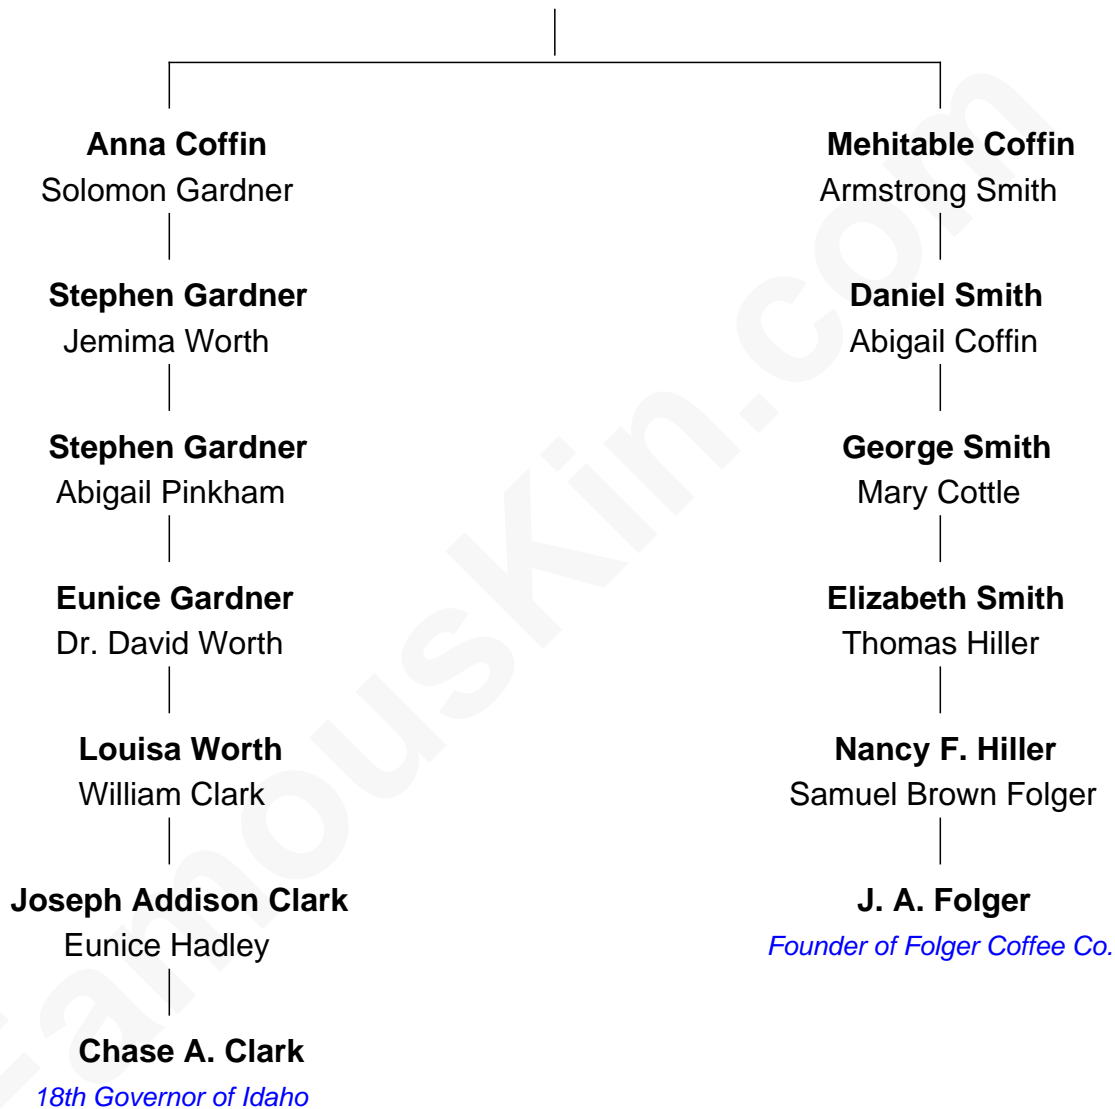 Anna Coffin
Solomon Gardner
Mehitable Coffin
Armstrong Smith
Stephen Gardner
Jemima Worth
Daniel Smith
Abigail Coffin
Stephen Gardner
Abigail Pinkham
George Smith
Mary Cottle
Eunice Gardner
Dr. David Worth
Elizabeth Smith
Thomas Hiller
Louisa Worth
William Clark
Nancy F. Hiller
Samuel Brown Folger
Joseph Addison Clark
Eunice Hadley
J. A. Folger
Founder of Folger Coffee Co.
Chase A. Clark
18th Governor of Idaho
FamousKin.com